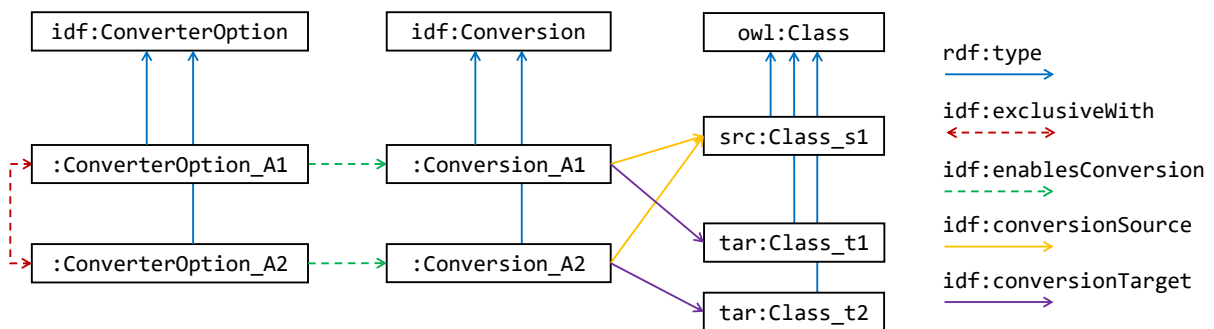 idf:ConverterOption
idf:Conversion
owl:Class
rdf:type
idf:exclusiveWith
:ConverterOption_A1
:Conversion_A1
src:Class_s1
idf:enablesConversion
idf:conversionSource
:ConverterOption_A2
:Conversion_A2
tar:Class_t1
idf:conversionTarget
tar:Class_t2